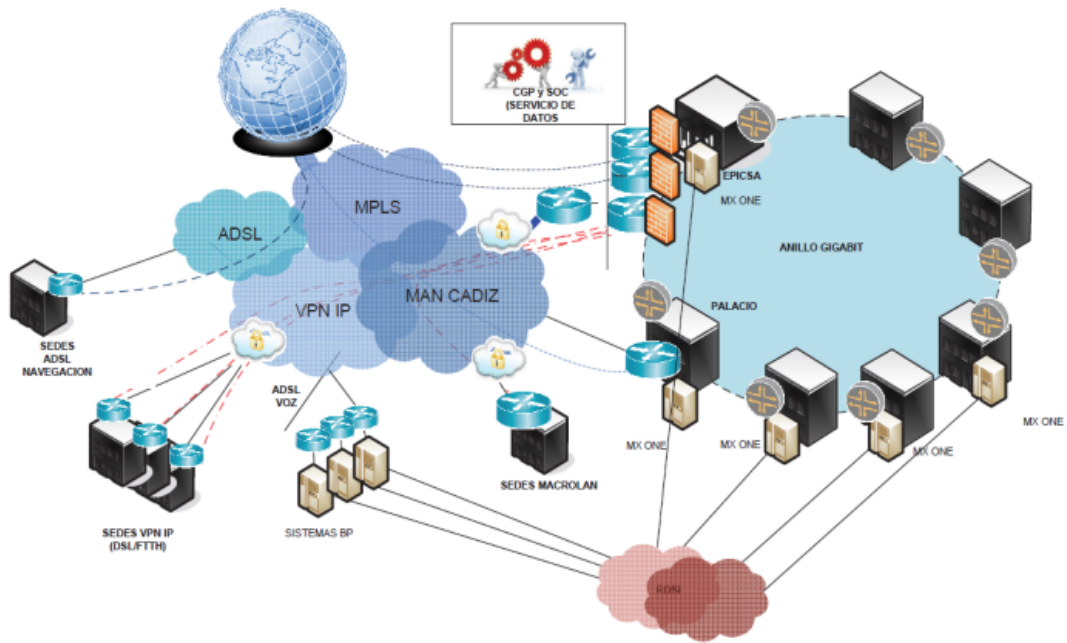 CGP y SOC
(SERVICIO DE
DATOS
EPICSA
MX ONE
MPLS
ADSL
ANILLO GIGABIT
VPN IP
MAN CADIZ
PALACIO
SEDES
ADSL
NAVEGACION
ADSL
VOZ
MX ONE
MX ONE
MX ONE
MX ONE
SEDES MACROLAN
SEDES VPN IP
(DSL/FTTH)
SISTEMAS BP
RDSI